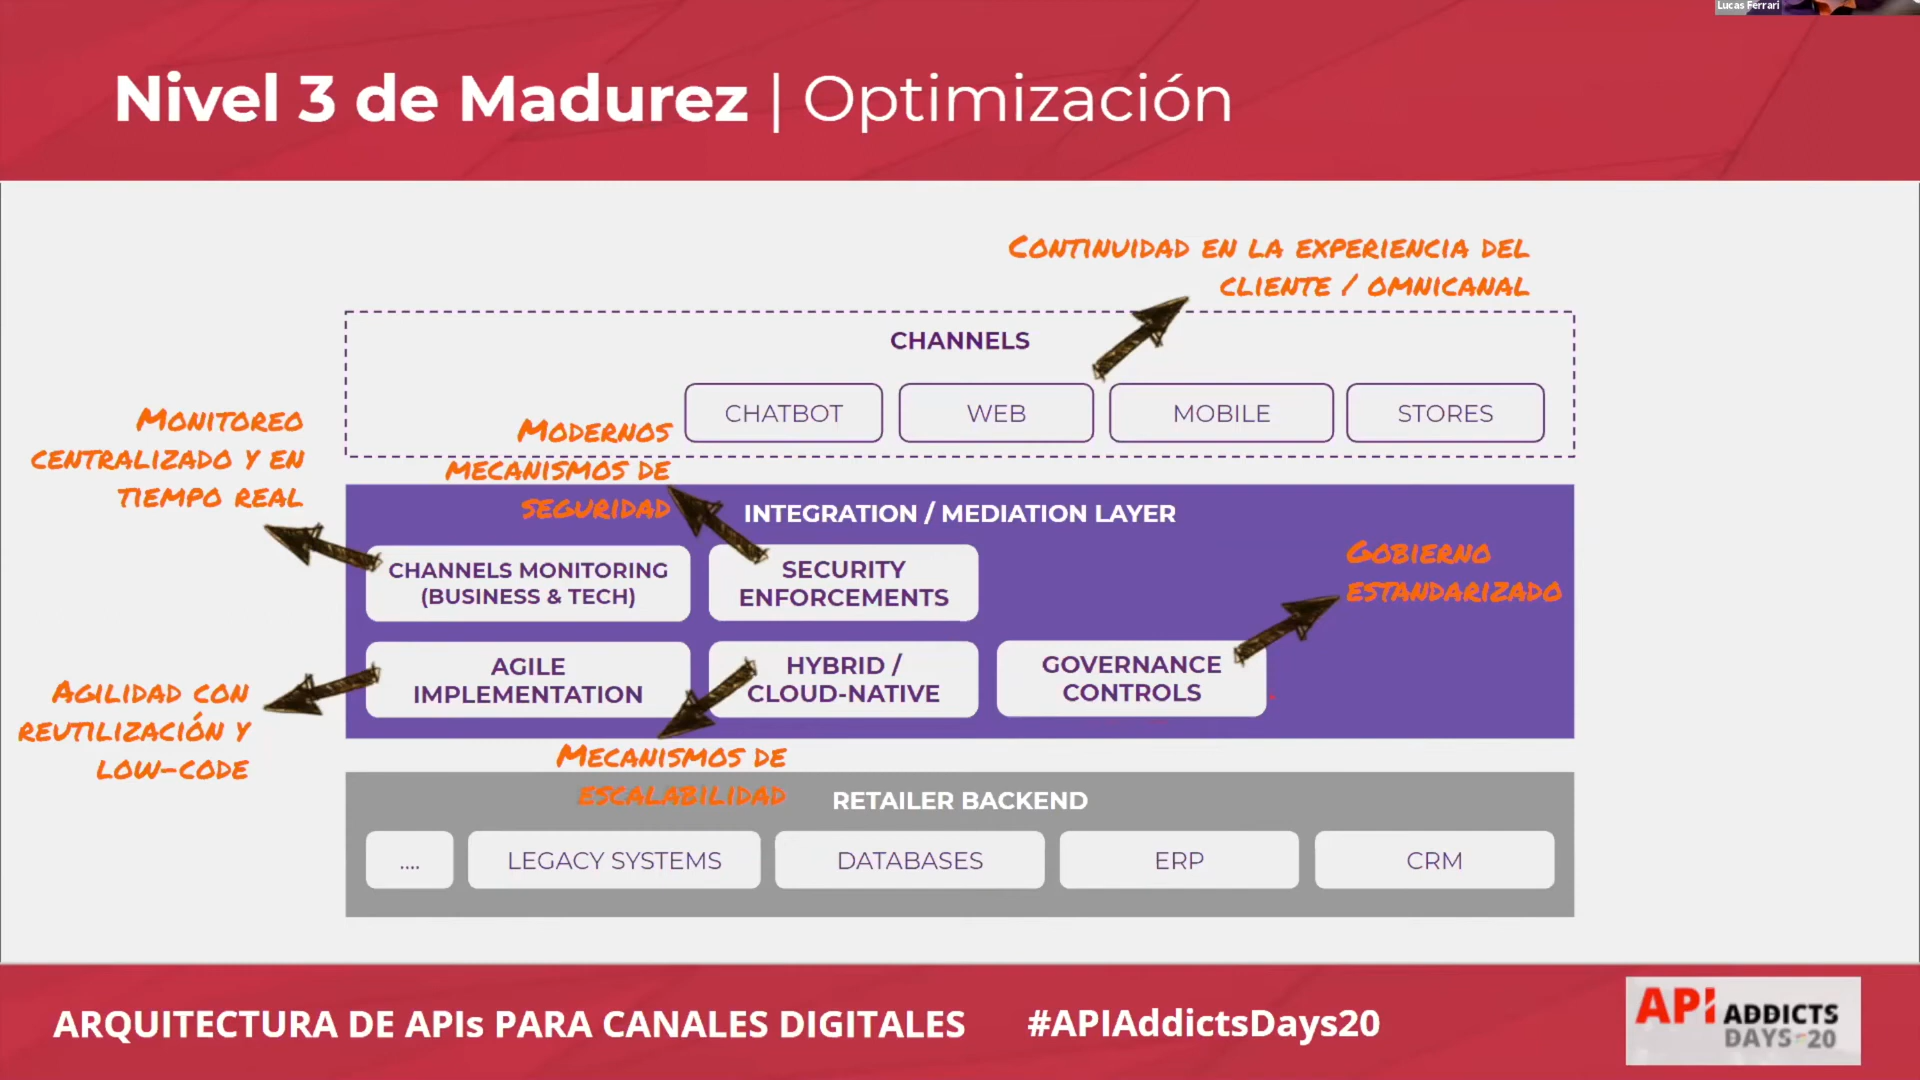 Lucas Ferrari
Nivel 3 de Madurez | Optimización
CONTINUIDAD EN LA EXPERIENCIA DEL
CLIENTE / OMNICANAL
CHANNELS
CHATBOT
WEB
MOBILE
STORES
MONITOREO
CENTRALIZADO Y EN
TIEMPO REAL
MODERNOS
MECANISMOS DE
SEGURIDAD
INTEGRATION / MEDIATION LAYER
CHANNELS MONITORING
(BUSINESS & TECH)
SECURITY
ENFORCEMENTS
GOBIERNO
ESTANDARIZADO
AGILE
IMPLEMENTATION
HYBRID /
CLOUD-NATIVE
GOVERNANCE
CONTROLS
AGILIDAD CON
REUTILIZACIÓN Y
LOW-CODE
MECANISMOS DE
ESCALABILIDAD
RETAILER BACKEND
....
LEGACY SYSTEMS
DATABASES
ERP
CRM
ARQUITECTURA DE APIs PARA CANALES DIGITALES
#APIAddictsDays20
API ADDICTS
DAYS 20